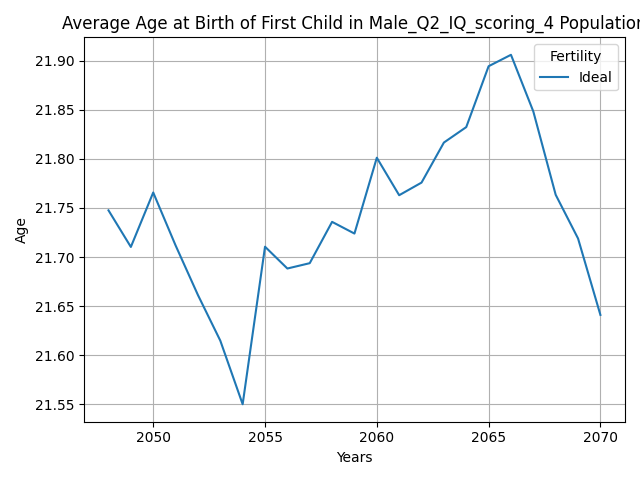 Average Age at Birth of First Child in Male_Q2_IQ_scoring_4 Population
Fertility
Ideal
21.90
21.85
21.80
21.75
21.70
21.65
21.60
21.55
Age
2050 2055 2060 2065 2070
Years